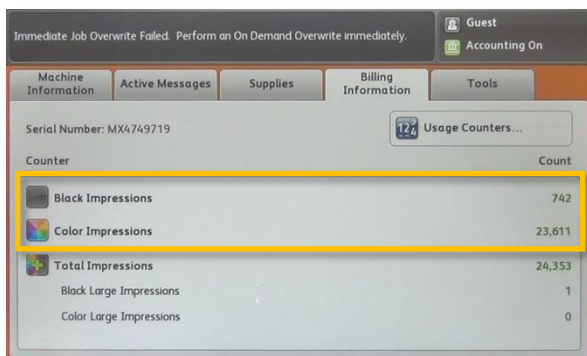 Immediate Job Overwrite Failed. Perform an On Demand Overwrite immediately.
Guest
Accounting On
Machine Information
Active Messages
Supplies
Billing Information
Tools
Serial Number: MX4749719
123 Usage Counters...
Counter Count
Black Impressions 742
Color Impressions 23,611
Total Impressions 24,353
Black Large Impressions 1
Color Large Impressions 0